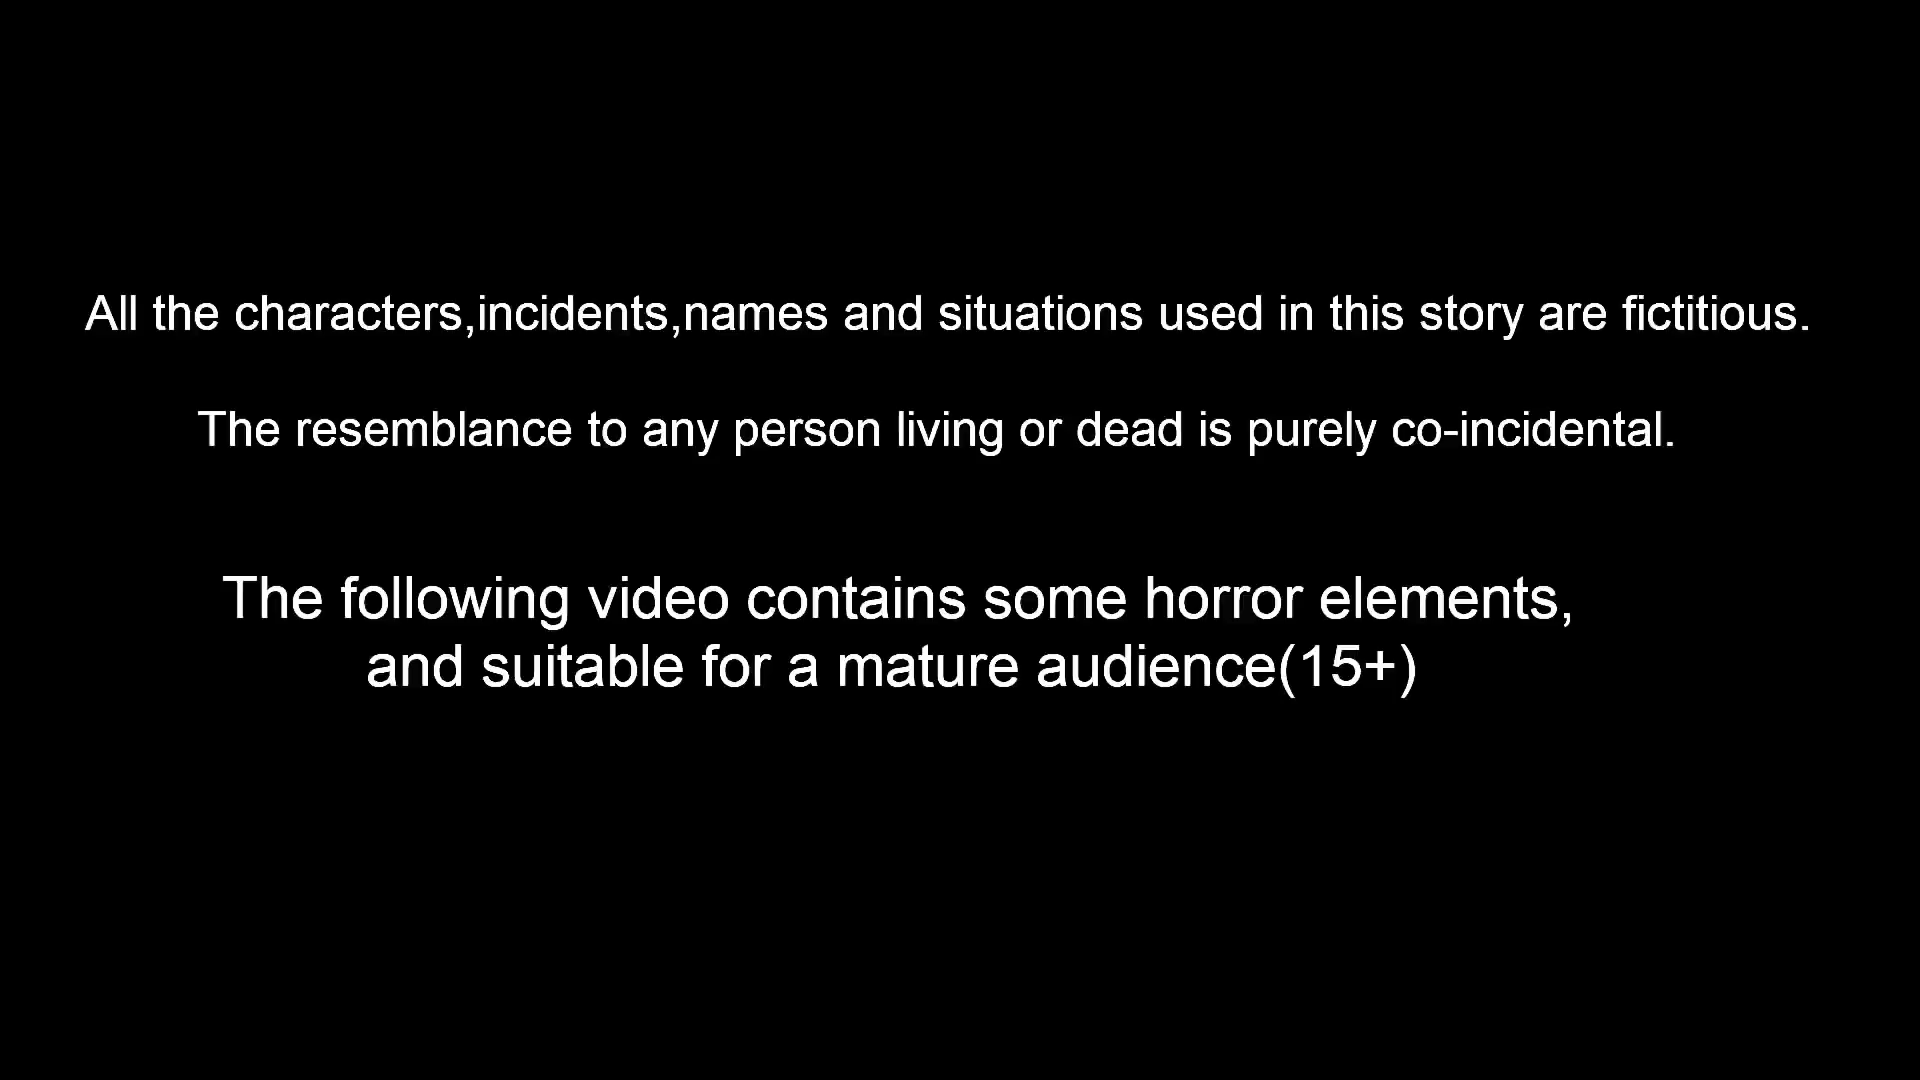 All the characters,incidents,names and situations used in this story are fictitious.
The resemblance to any person living or dead is purely co-incidental.
The following video contains some horror elements,
and suitable for a mature audience(15+)